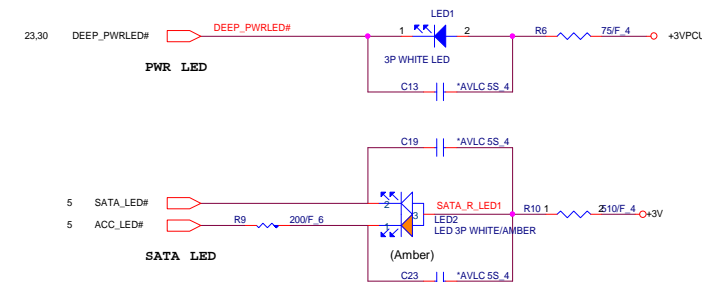 LED1
23,30 DEEP_PWRLED# DEEP_PWRLED# 1 2 R6 75/F_4 +3VPCU
PWR LED 3P WHITE LED
C13 *AVLC 5S_4
C19 *AVLC 5S_4
5 SATA_LED# 2 SATA_R_LED1 R10 1 2 510/F_4 +3V
3
5 ACC_LED# R9 200/F_6 1 LED2
LED 3P WHITE/AMBER
SATA LED (Amber)
C23 *AVLC 5S_4